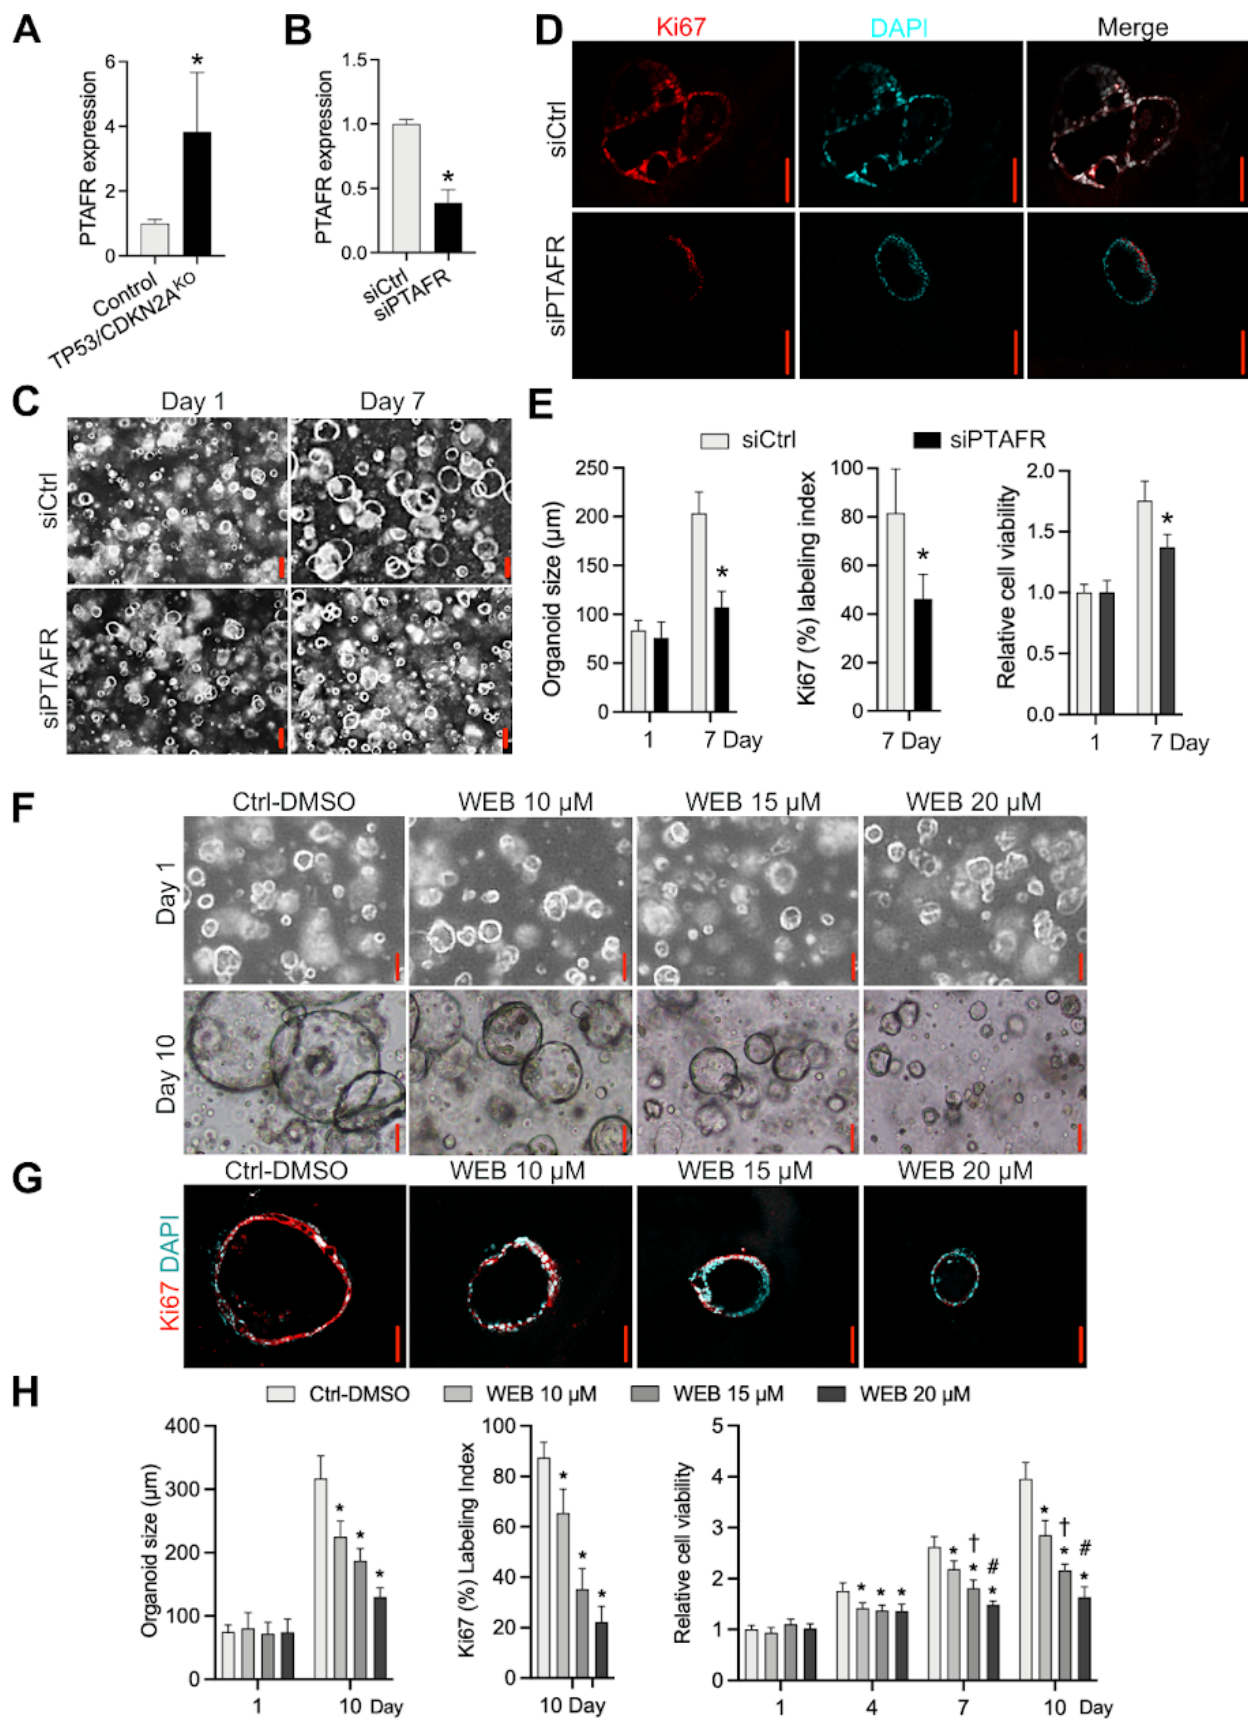 A
PTAFR expression
6
4
2
0
*
Control
TP53/CDKN2AKO
B
PTAFR expression
1.5
1.0
0.5
0.0
*
siCtrl
siPTAFR
D
Ki67
DAPI
Merge
siCtrl
siPTAFR
C
Day 1
Day 7
siCtrl
siPTAFR
E
siCtrl
siPTAFR
Organoid size (µm)
250
200
150
100
50
0
*
1
7 Day
Ki67 (%) labeling index
100
80
60
40
20
0
*
7 Day
Relative cell viability
2.0
1.5
1.0
0.5
0.0
*
1
7 Day
F
Ctrl-DMSO
WEB 10 µM
WEB 15 µM
WEB 20 µM
Day 1
Day 10
G
Ctrl-DMSO
WEB 10 µM
WEB 15 µM
WEB 20 µM
Ki67 DAPI
H
Ctrl-DMSO
WEB 10 µM
WEB 15 µM
WEB 20 µM
Organoid size (µm)
400
300
200
100
0
* * *
1
10 Day
Ki67 (%) Labeling Index
100
80
60
40
20
0
* * *
10 Day
Relative cell viability
5
4
3
2
1
0
* * *
* † * # *
* † * # *
1
4
7
10 Day